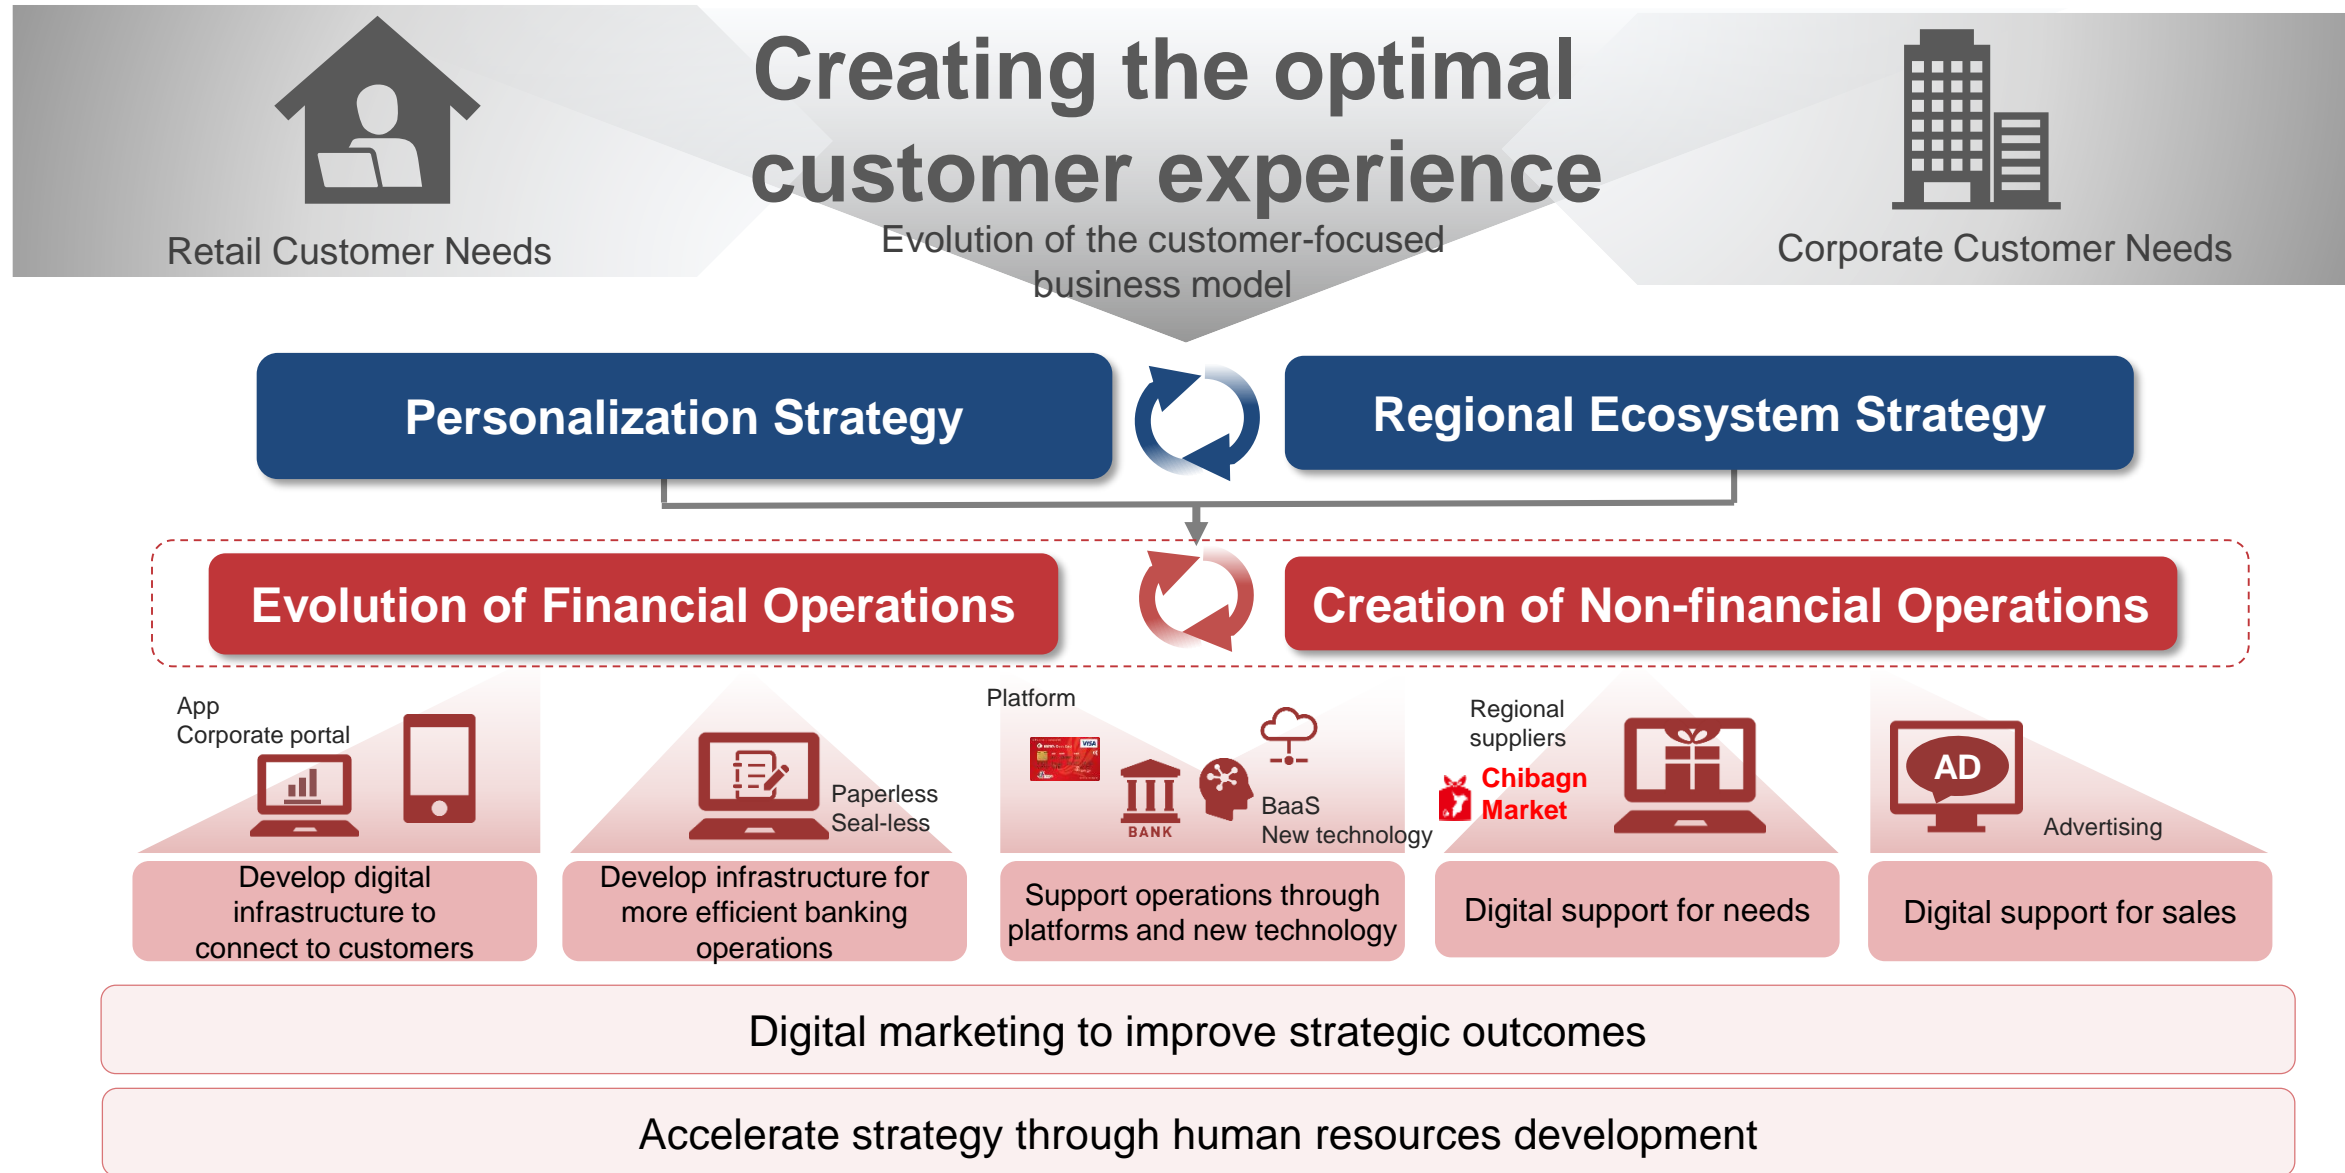 Creating the optimal
customer experience
Evolution of the customer-focused
business model
Retail Customer Needs
Corporate Customer Needs
Personalization Strategy
Regional Ecosystem Strategy
Evolution of Financial Operations
Creation of Non-financial Operations
App
Corporate portal
Paperless
Seal-less
Platform
VISA
BANK
BaaS
New technology
Regional
suppliers
Chibagn
Market
AD
Advertising
Develop digital
infrastructure to
connect to customers
Develop infrastructure for
more efficient banking
operations
Support operations through
platforms and new technology
Digital support for needs
Digital support for sales
Digital marketing to improve strategic outcomes
Accelerate strategy through human resources development